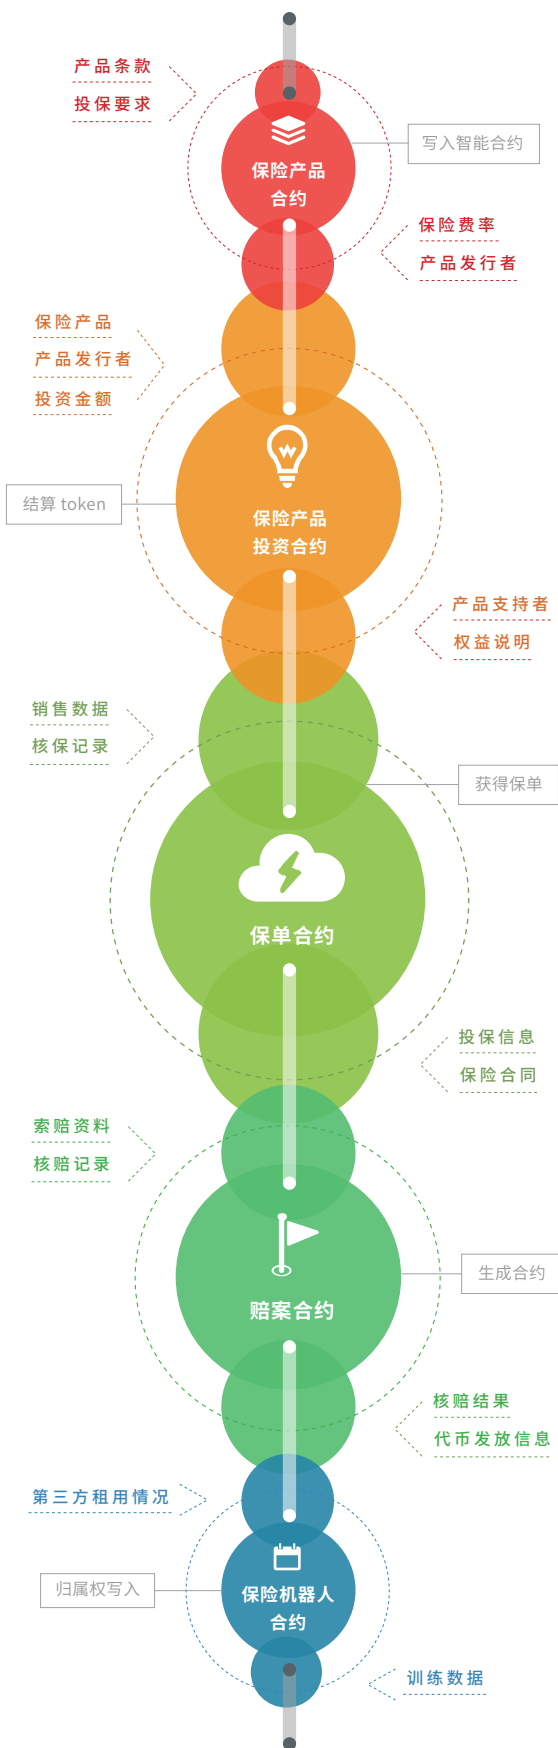 产品条款
投保要求
写入智能合约
保险产品
合约
保险费率
产品发行者
保险产品
产品发行者
投资金额
结算 token
保险产品
投资合约
产品支持者
权益说明
销售数据
核保记录
获得保单
保单合约
投保信息
保险合同
索赔资料
核赔记录
生成合约
赔案合约
核赔结果
代币发放信息
第三方租用情况
归属权写入
保险机器人
合约
训练数据